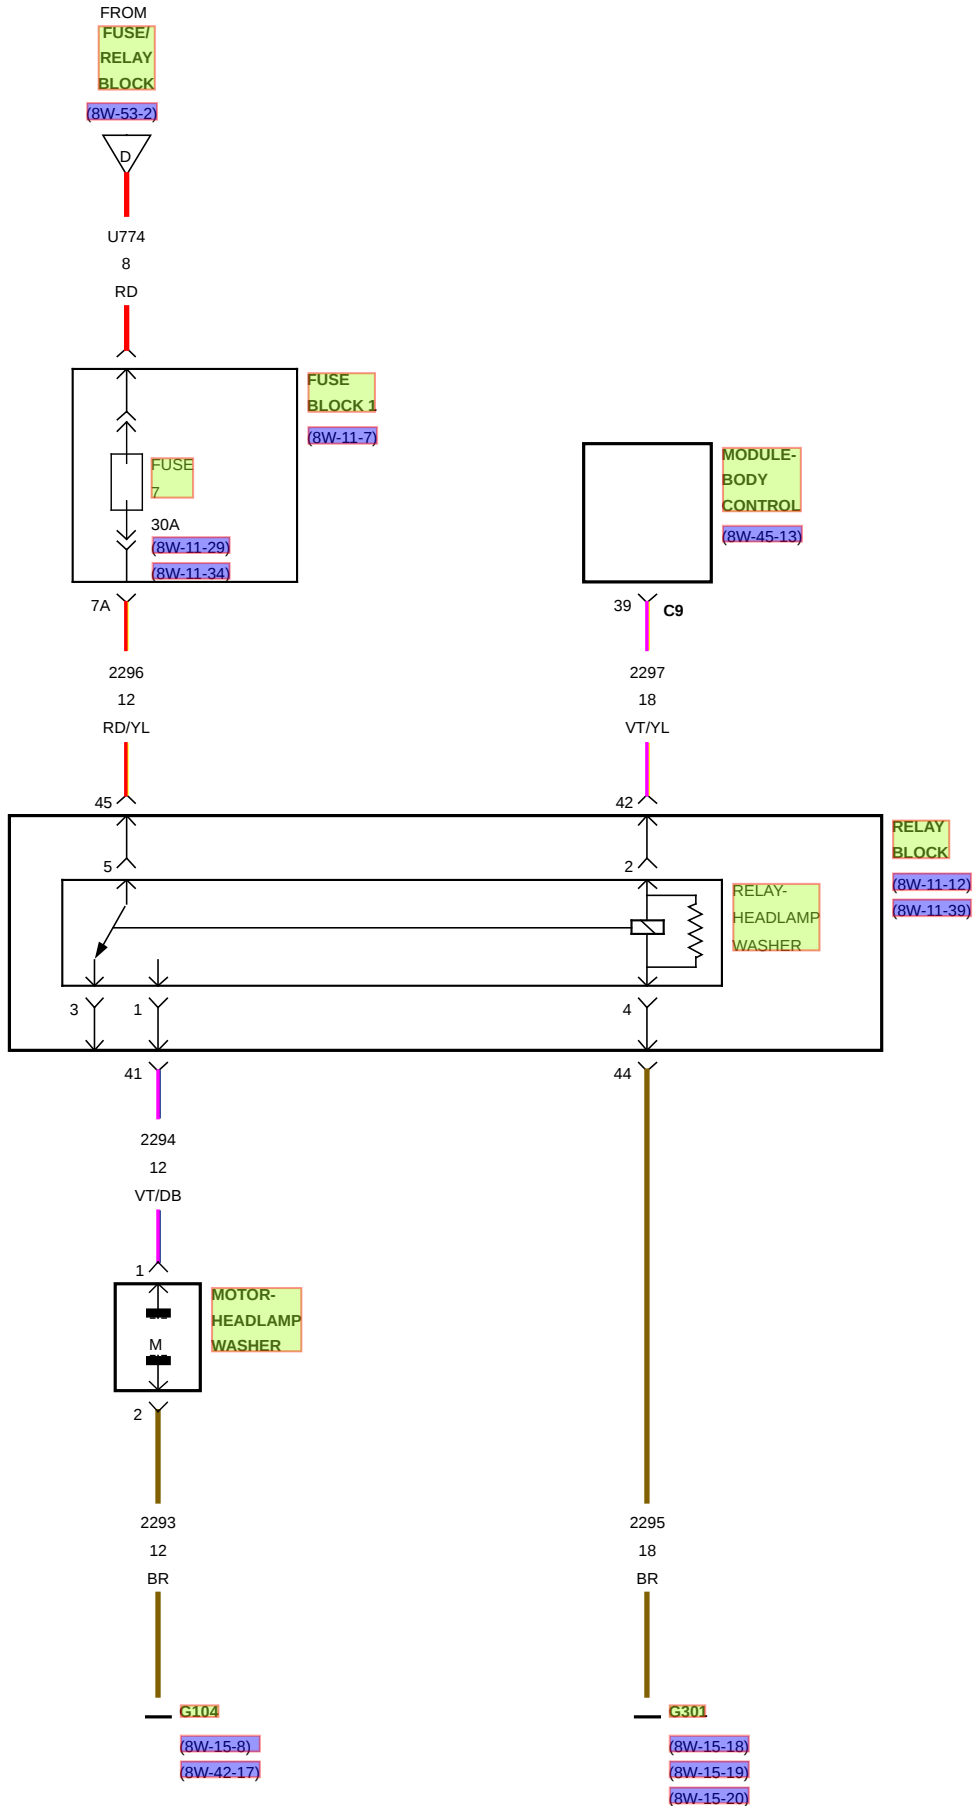 FROM
FUSE/
RELAY
BLOCK
(8W-53-2)
D
U774
8
RD
FUSE
BLOCK 1
(8W-11-7)
FUSE
7
30A
(8W-11-29)
(8W-11-34)
MODULE-
BODY
CONTROL
(8W-45-13)
7A
39
C9
2296
12
RD/YL
2297
18
VT/YL
45
42
RELAY
BLOCK
(8W-11-12)
(8W-11-39)
5
2
RELAY-
HEADLAMP
WASHER
3
1
4
41
44
2294
12
VT/DB
1
MOTOR-
HEADLAMP
WASHER
M
2
2293
12
BR
2295
18
BR
G104
(8W-15-8)
(8W-42-17)
G301
(8W-15-18)
(8W-15-19)
(8W-15-20)